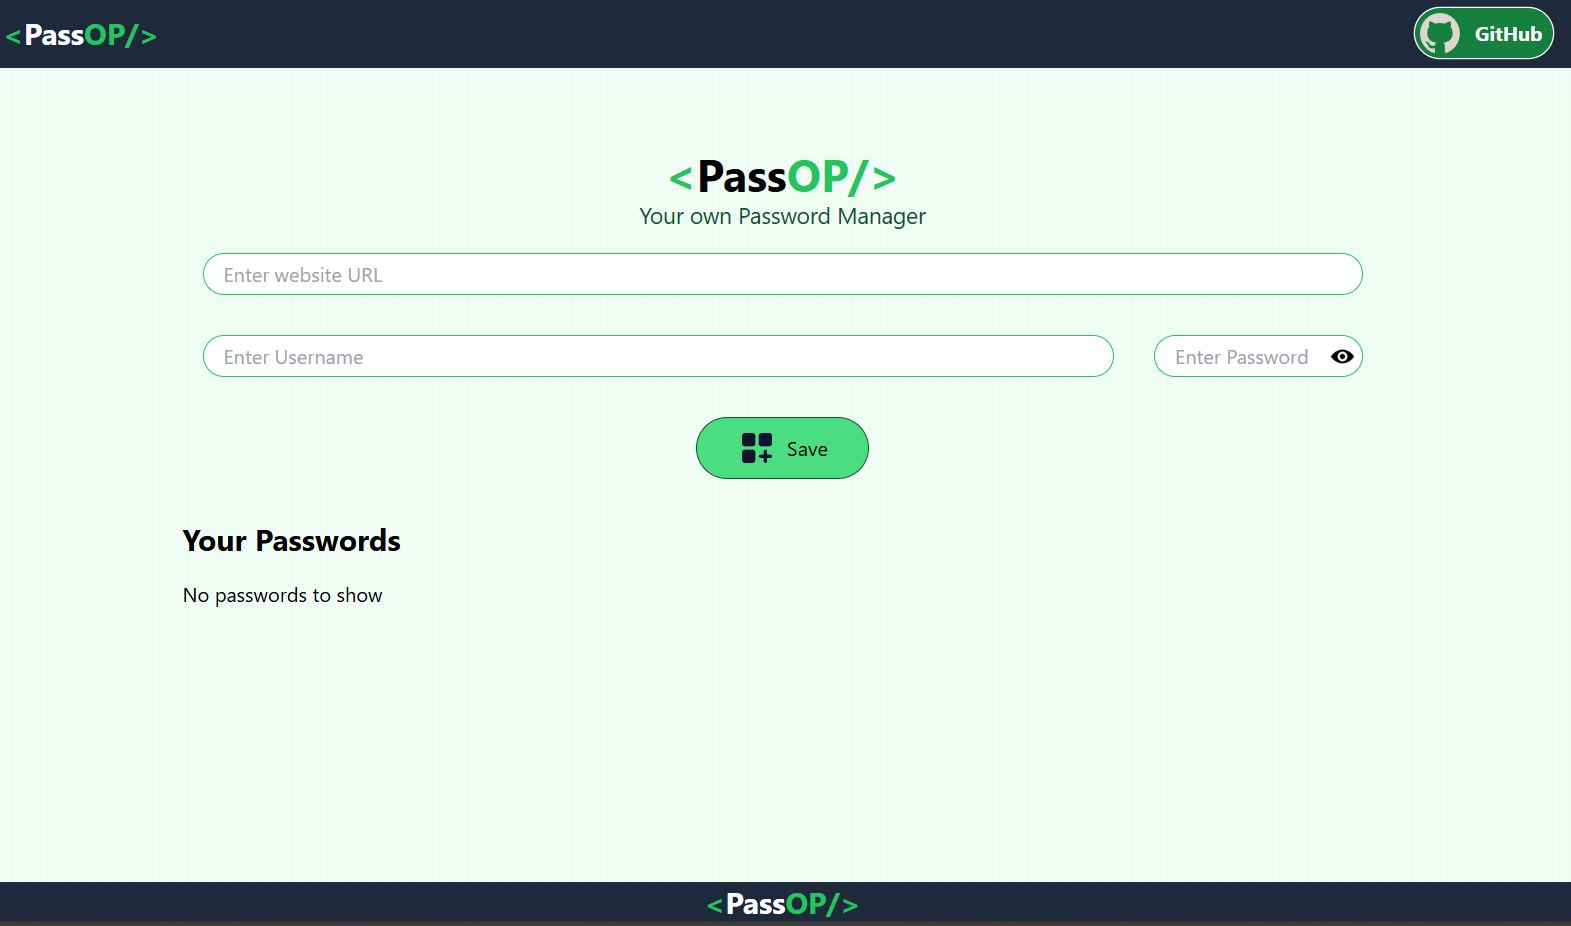 <PassOP/>
GitHub
<PassOP/>
Your own Password Manager
Enter website URL
Enter Username
Enter Password
Save
Your Passwords
No passwords to show
<PassOP/>